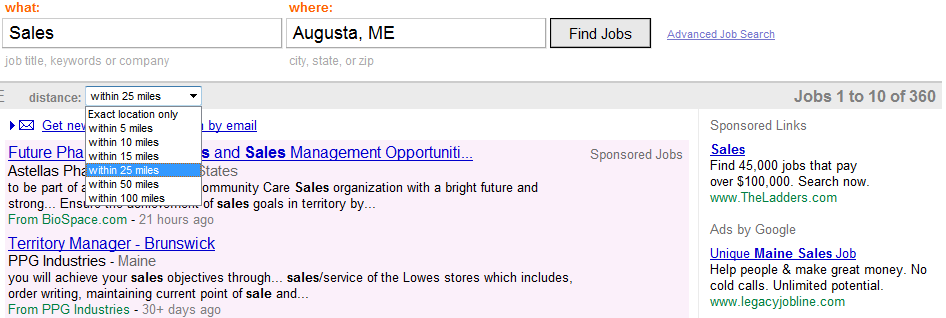 what:
where:
Sales
Augusta, ME
Find Jobs
Advanced Job Search
job title, keywords or company
city, state, or zip
distance:
within 25 miles
Jobs 1 to 10 of 360
Exact location only
within 5 miles
within 10 miles
within 15 miles
within 25 miles
within 50 miles
within 100 miles
Get new by email
Sponsored Jobs
Future Pha s and Sales Management Opportuniti...
Astellas Pha States
to be part of a ommunity Care Sales organization with a bright future and
strong... Ensure the achievement of sales goals in territory by...
From BioSpace.com - 21 hours ago
Territory Manager - Brunswick
PPG Industries - Maine
you will achieve your sales objectives through... sales/service of the Lowes stores which includes,
order writing, maintaining current point of sale and...
From PPG Industries - 30+ days ago
Sponsored Links
Sales
Find 45,000 jobs that pay
over $100,000. Search now.
www.TheLadders.com
Ads by Google
Unique Maine Sales Job
Help people & make great money. No
cold calls. Unlimited potential.
www.legacyjobline.com